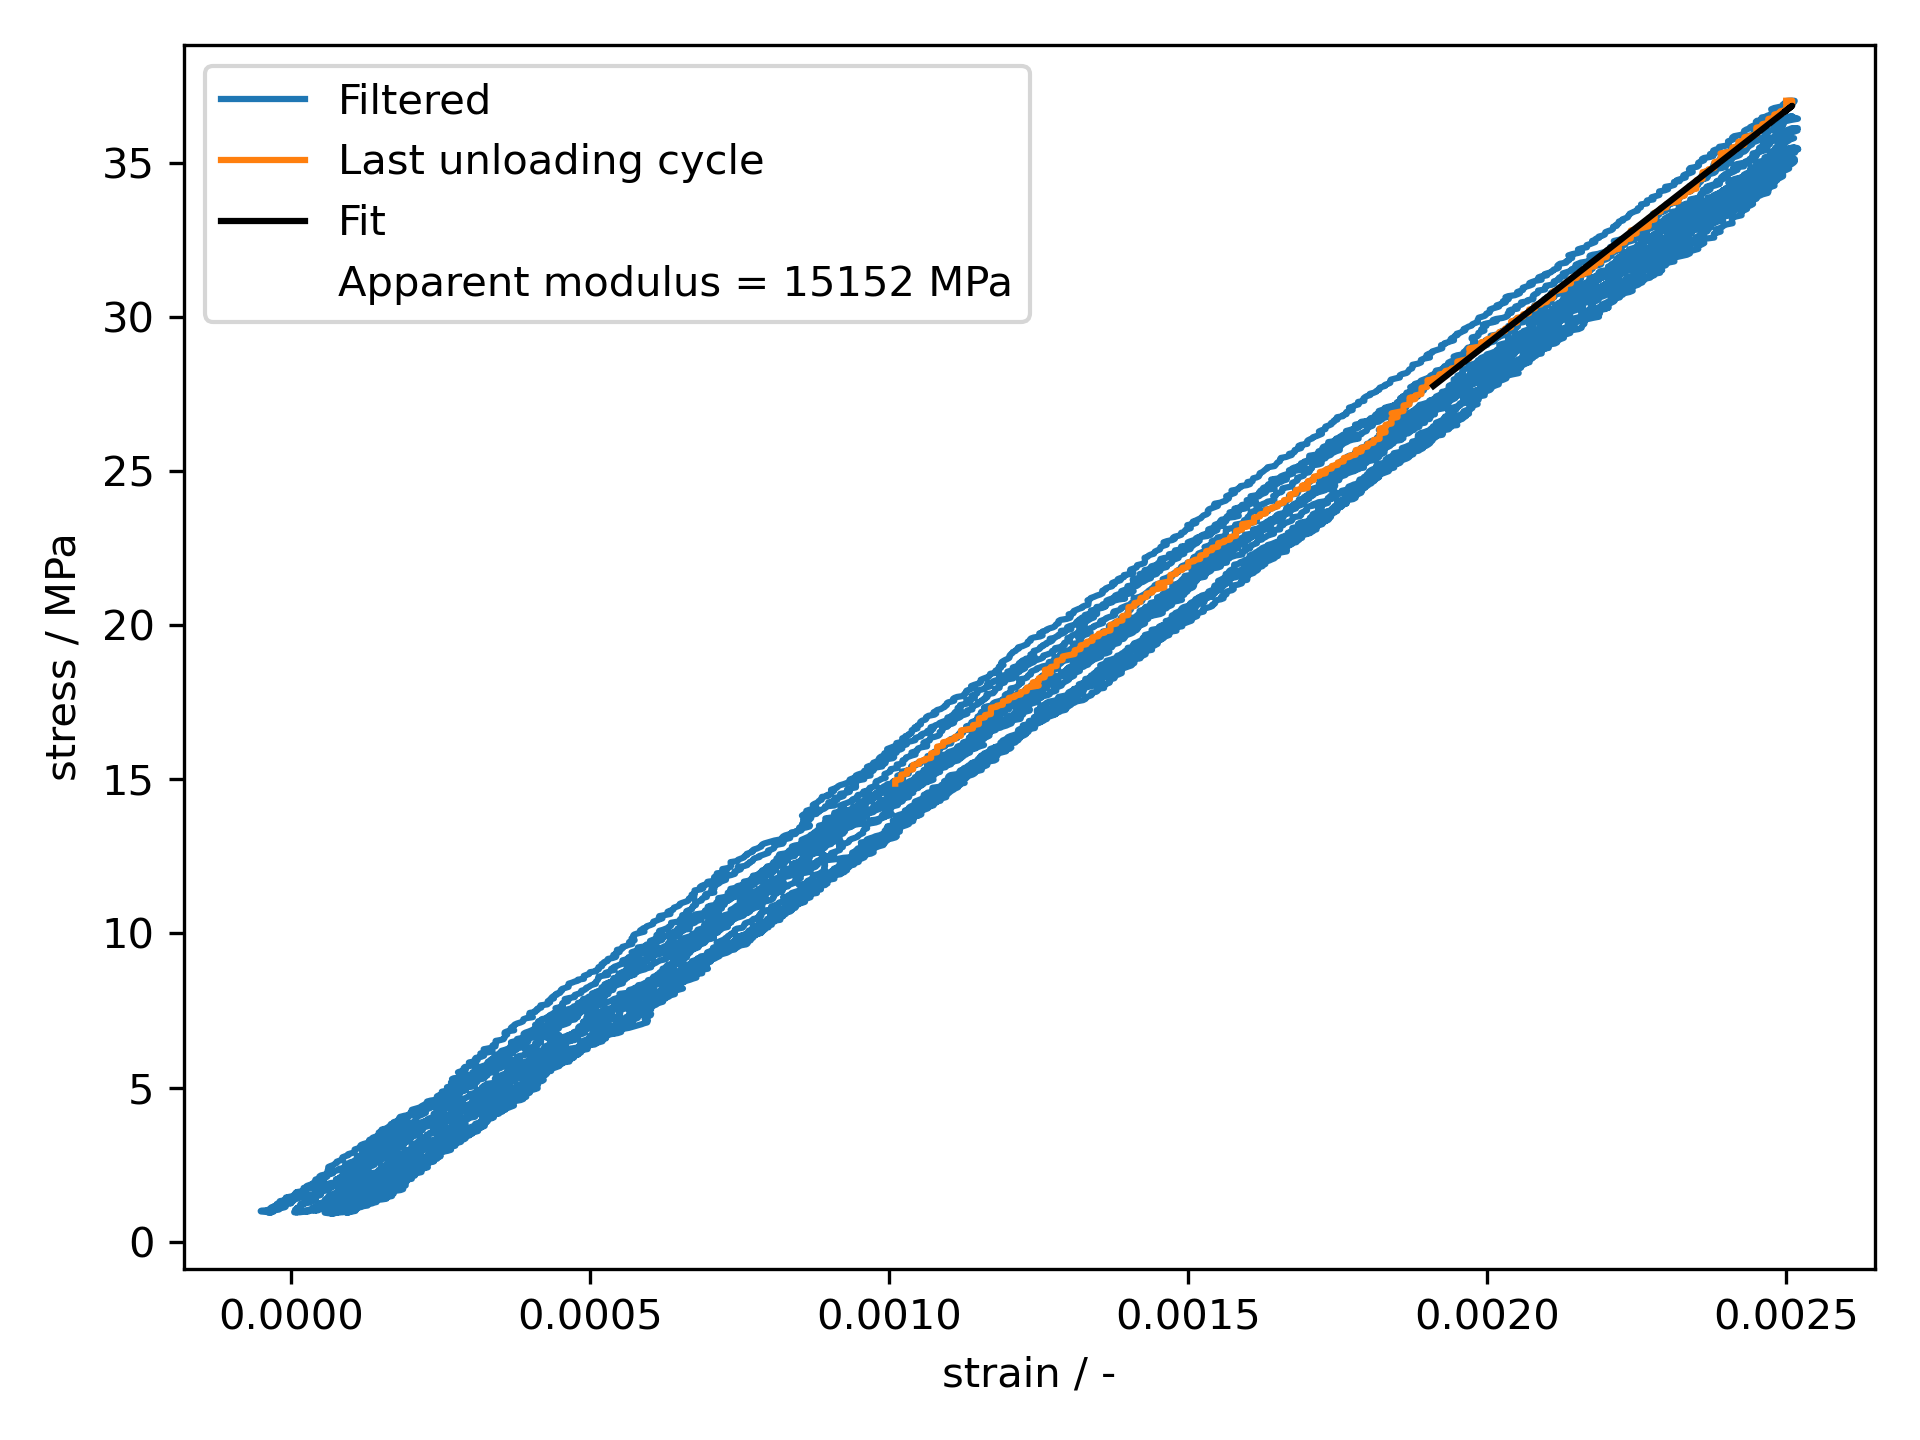 Filtered
Last unloading cycle
Fit
Apparent modulus = 15152 MPa
35
30
25
20
15
10
5
0
stress / MPa
0.0000 0.0005 0.0010 0.0015 0.0020 0.0025
strain / -